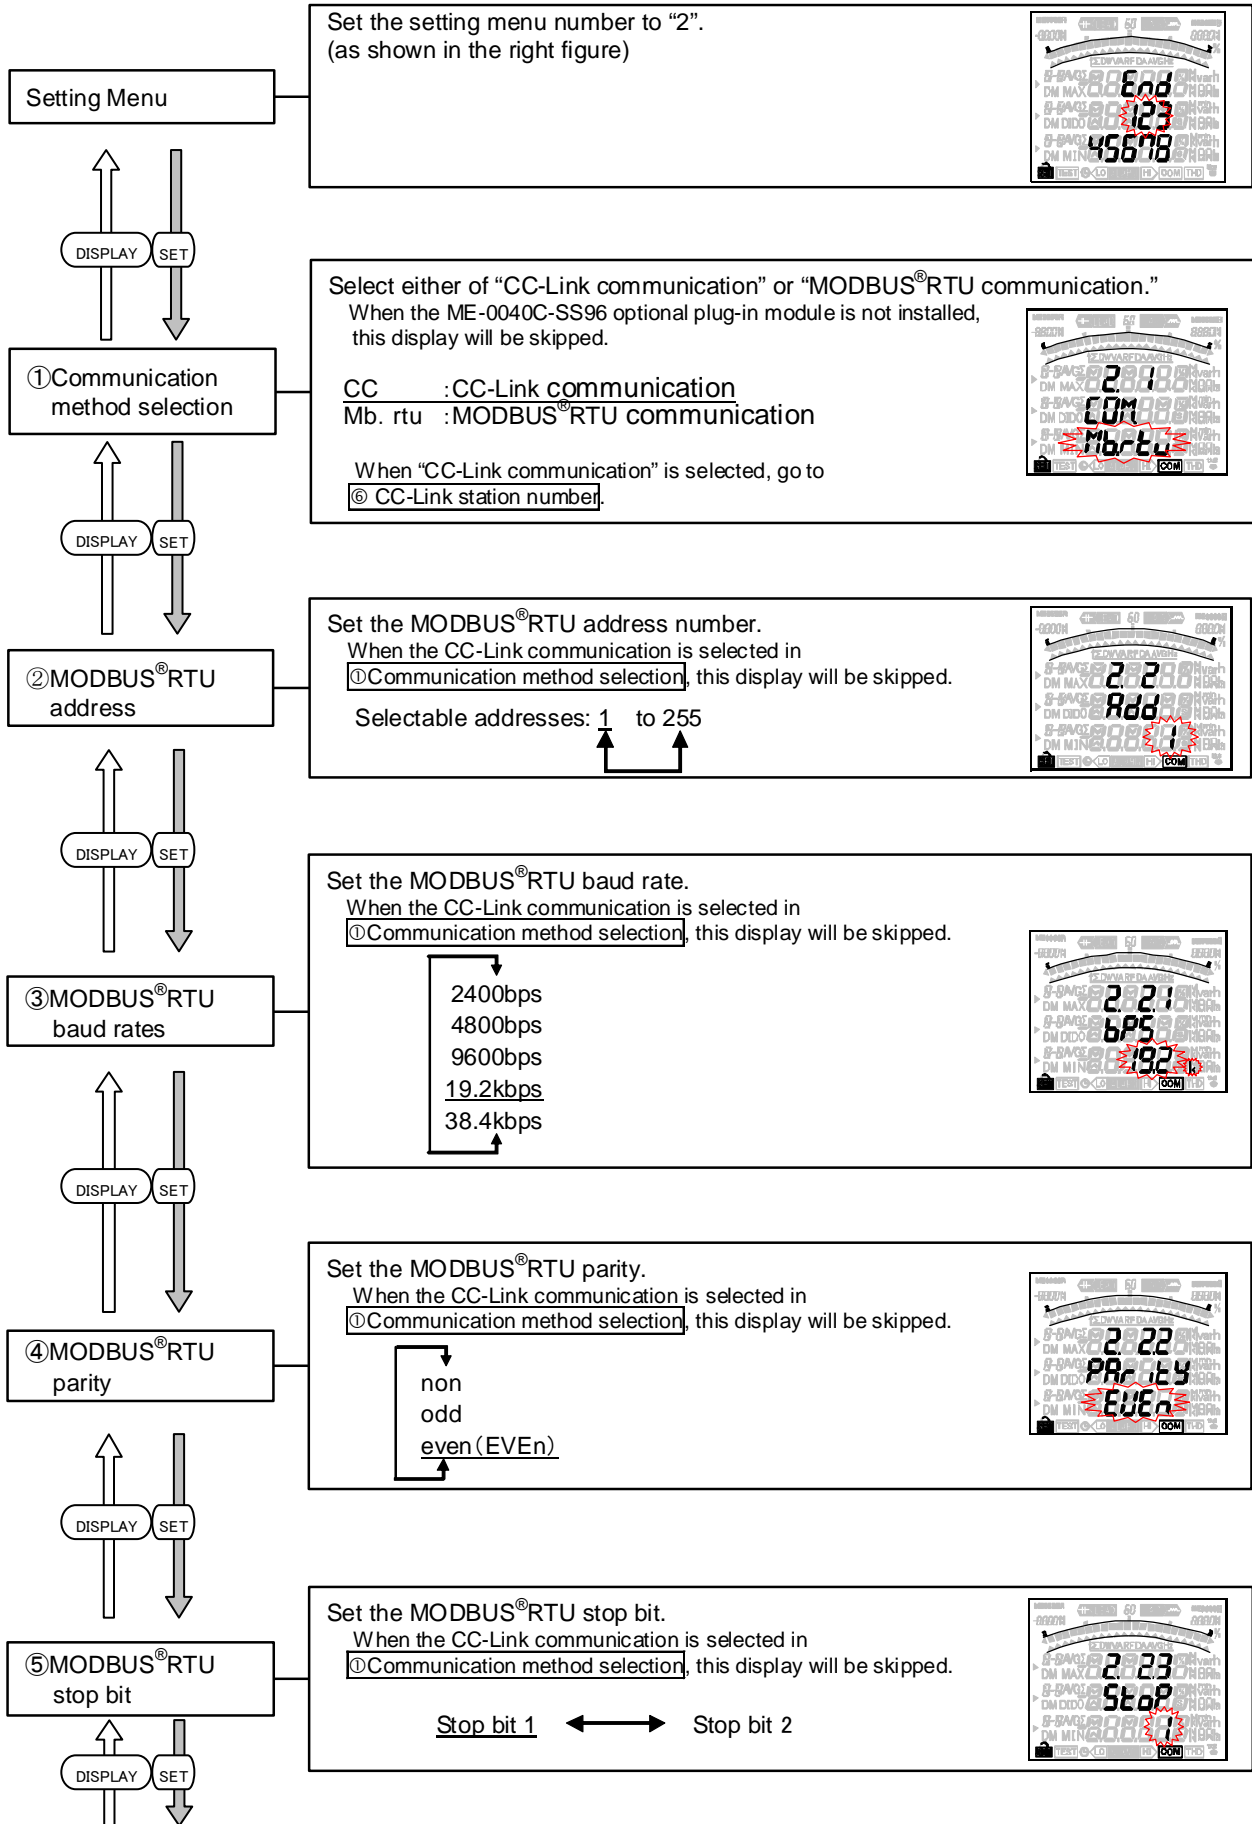 Set the setting menu number to “2”.
(as shown in the right figure)
Setting Menu
End
123
45678
DISPLAY SET
Select either of “CC-Link communication” or “MODBUS®RTU communication.”
When the ME-0040C-SS96 optional plug-in module is not installed,
this display will be skipped.
①Communication
method selection
CC :CC-Link communication
Mb. rtu :MODBUS®RTU communication
When “CC-Link communication” is selected, go to
⑥ CC-Link station number.
2. 1
COM
Mb.rtu
COM
DISPLAY SET
Set the MODBUS®RTU address number.
When the CC-Link communication is selected in
①Communication method selection, this display will be skipped.
②MODBUS®RTU
address
Selectable addresses: 1 to 255
2. 2
Add
1
COM
DISPLAY SET
Set the MODBUS®RTU baud rate.
When the CC-Link communication is selected in
①Communication method selection, this display will be skipped.
③MODBUS®RTU
baud rates
2400bps
4800bps
9600bps
19.2kbps
38.4kbps
2. 2.1
bPS
19.2 k
COM
DISPLAY SET
Set the MODBUS®RTU parity.
When the CC-Link communication is selected in
①Communication method selection, this display will be skipped.
④MODBUS®RTU
parity
non
odd
even(EVEn)
2. 2.2
PAritY
EVEn
COM
DISPLAY SET
Set the MODBUS®RTU stop bit.
When the CC-Link communication is selected in
①Communication method selection, this display will be skipped.
⑤MODBUS®RTU
stop bit
Stop bit 1 Stop bit 2
2. 2.3
StoP
1
COM
DISPLAY SET